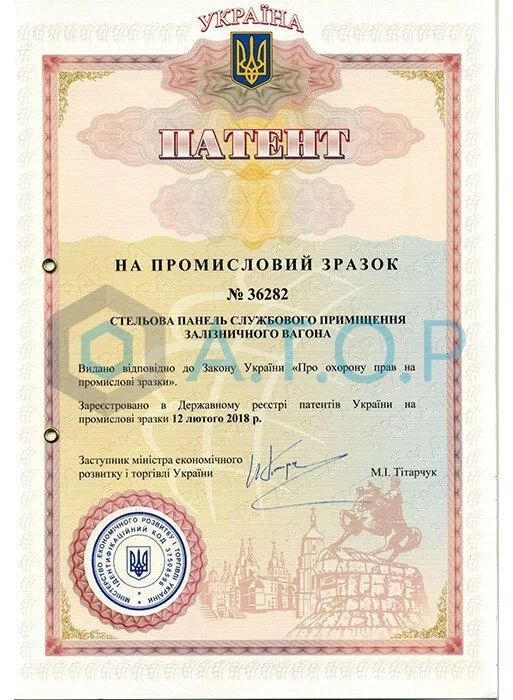 УКРАЇНА
ПАТЕНТ
НА ПРОМИСЛОВИЙ ЗРАЗОК
№ 36282
СТЕЛЬОВА ПАНЕЛЬ СЛУЖБОВОГО ПРИМІЩЕННЯ
ЗАЛІЗНИЧНОГО ВАГОНА
A.T.O.P
Видано відповідно до Закону України «Про охорону прав на
промислові зразки».
Зареєстровано в Державному реєстрі патентів України на
промислові зразки 12 лютого 2018 р.
Заступник міністра економічного
розвитку і торгівлі України
М.І. Тітарчук
МІНІСТЕРСТВО ЕКОНОМІЧНОГО РОЗВИТКУ І ТОРГІВЛІ УКРАЇНИ
ІДЕНТИФІКАЦІЙНИЙ КОД 37508596